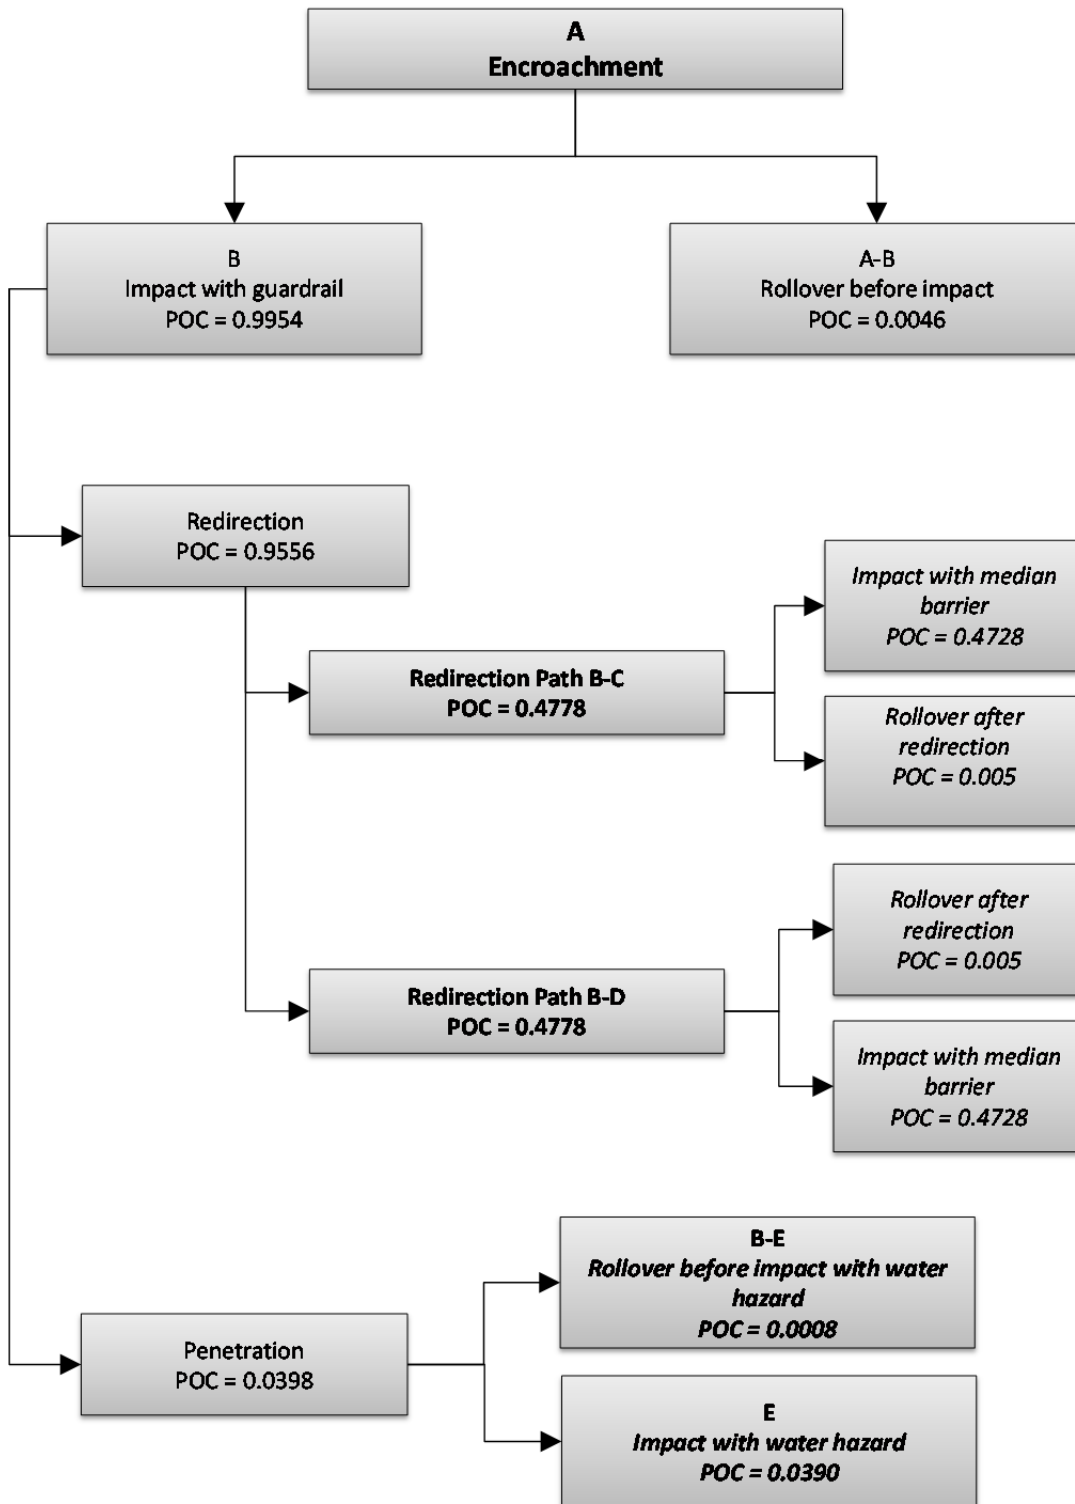 A
Encroachment
B
Impact with guardrail
POC = 0.9954
A-B
Rollover before impact
POC = 0.0046
Redirection
POC = 0.9556
Impact with median
barrier
POC = 0.4728
Redirection Path B-C
POC = 0.4778
Rollover after
redirection
POC = 0.005
Rollover after
redirection
POC = 0.005
Redirection Path B-D
POC = 0.4778
Impact with median
barrier
POC = 0.4728
B-E
Rollover before impact with water
hazard
POC = 0.0008
Penetration
POC = 0.0398
E
Impact with water hazard
POC = 0.0390